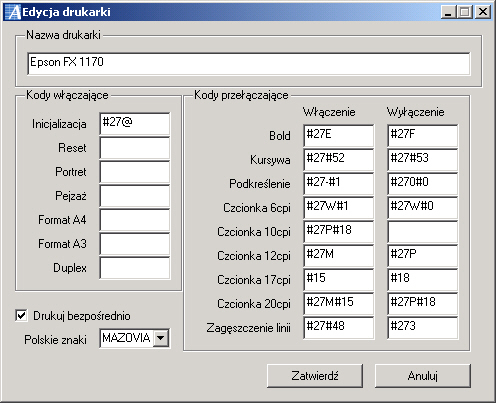 Edycja drukarki
Nazwa drukarki
Epson FX 1170
Kody włączające
Inicjalizacja #27@
Reset
Portret
Pejzaż
Format A4
Format A3
Duplex
Drukuj bezpośrednio
Polskie znaki MAZOVIA
Kody przełączające
Włączenie Wyłączenie
Bold #27E #27F
Kursywa #27#52 #27#53
Podkreślenie #27-#1 #270#0
Czcionka 6cpi #27W#1 #27W#0
Czcionka 10cpi #27P#18
Czcionka 12cpi #27M #27P
Czcionka 17cpi #15 #18
Czcionka 20cpi #27M#15 #27P#18
Zagęszczenie linii #27#48 #273
Zatwierdź Anuluj